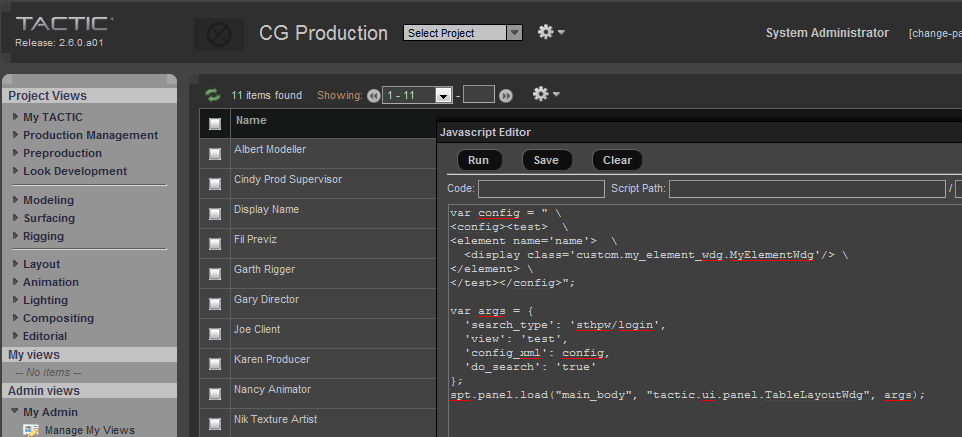 TACTIC
Release: 2.6.0.a01
CG Production
Select Project
System Administrator
[change-pa
Project Views
My TACTIC
Production Management
Preproduction
Look Development
Modeling
Surfacing
Rigging
Layout
Animation
Lighting
Compositing
Editorial
My views
-- No items --
Admin views
My Admin
Manage My Views
11 items found
Showing:
1 - 11
-
Name
Albert Modeller
Cindy Prod Supervisor
Display Name
Fil Previz
Garth Rigger
Gary Director
Joe Client
Karen Producer
Nancy Animator
Nik Texture Artist
Javascript Editor
Run
Save
Clear
Code:
Script Path:
/
var config = " \
<config><test>  \
<element name='name'>  \
  <display class='custom.my_element_wdg.MyElementWdg'/> \
</element> \
</test></config>";
var args = {
  'search_type': 'sthpw/login',
  'view': 'test',
  'config_xml': config,
  'do_search': 'true'
};
spt.panel.load("main_body", "tactic.ui.panel.TableLayoutWdg", args);